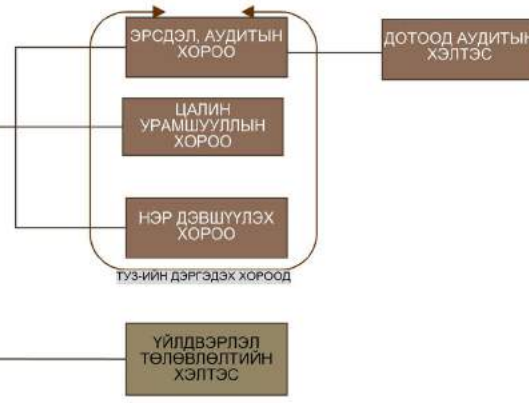 ЭРСДЭЛ, АУДИТЫН
ХОРОО
ДОТООД АУДИТЫН
ХЭЛТЭС
ЦАЛИН
УРАМШУУЛЛЫН
ХОРОО
НЭР ДЭВШҮҮЛЭХ
ХОРОО
ТУЗ-ИЙН ДЭРГЭДЭХ ХОРООД
ҮЙЛДВЭРЛЭЛ
ТӨЛӨВЛӨЛТИЙН
ХЭЛТЭС